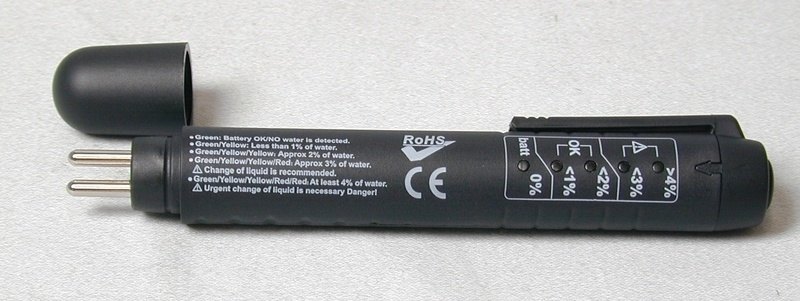 • Green: Battery OK/NO water is detected.
• Green/Yellow: Less than 1% of water.
• Green/Yellow/Yellow: Approx 2% of water.
• Green/Yellow/Yellow/Red: Approx 3% of water.
⚠ Change of liquid is recommended.
• Green/Yellow/Yellow/Red/Red: At least 4% of water.
⚠ Urgent change of liquid is necessary Danger!
RoHS
CE
batt
OK
⚠
0%
<1%
<2%
<3%
>4%